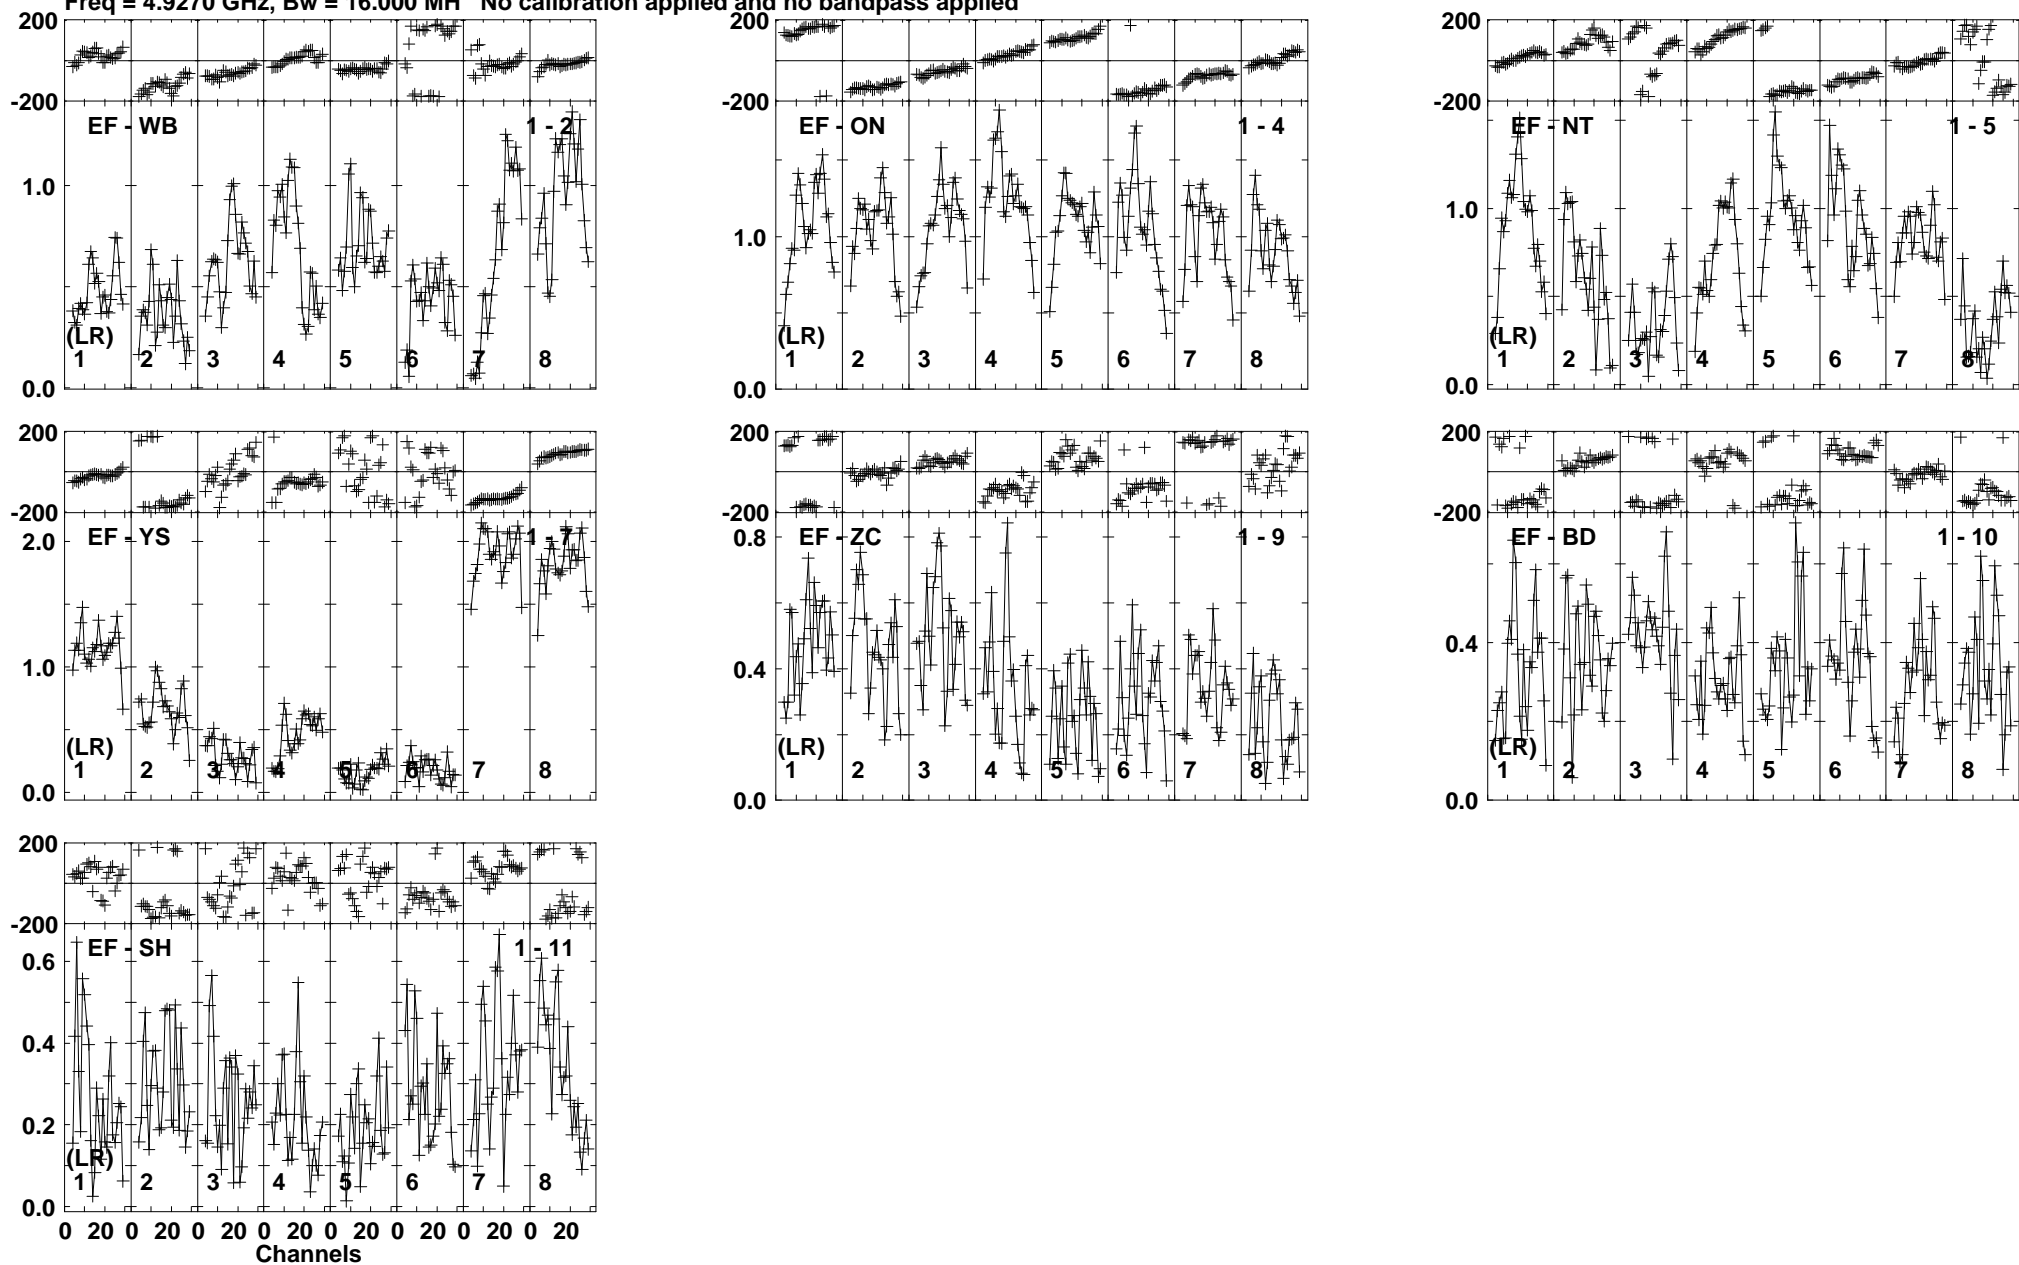 Freq = 4.9270 GHz, Bw = 16.000 MH No calibration applied and no bandpass applied
200 200 200
-200 -200 -200
EF - WB 1 - 2 EF - ON 1 - 4 EF - NT 1 - 5
1.0 1.0 1.0
(LR) (LR) (LR)
1 2 3 4 5 6 7 8 1 2 3 4 5 6 7 8 1 2 3 4 5 6 7 8
0.0 0.0 0.0
200 200 200
-200 -200 -200
EF - YS 1 - 7 EF - ZC 1 - 9 EF - BD 1 - 10
2.0 0.8
1.0 0.4 0.4
(LR) (LR) (LR)
1 2 3 4 5 6 7 8 1 2 3 4 5 6 7 8 1 2 3 4 5 6 7 8
0.0 0.0 0.0
200
-200
EF - SH 1 - 11
0.6
0.4
0.2
(LR)
1 2 3 4 5 6 7 8
0.0
0 20 0 20 0 20 0 20 0 20 0 20 0 20 0 20
Channels